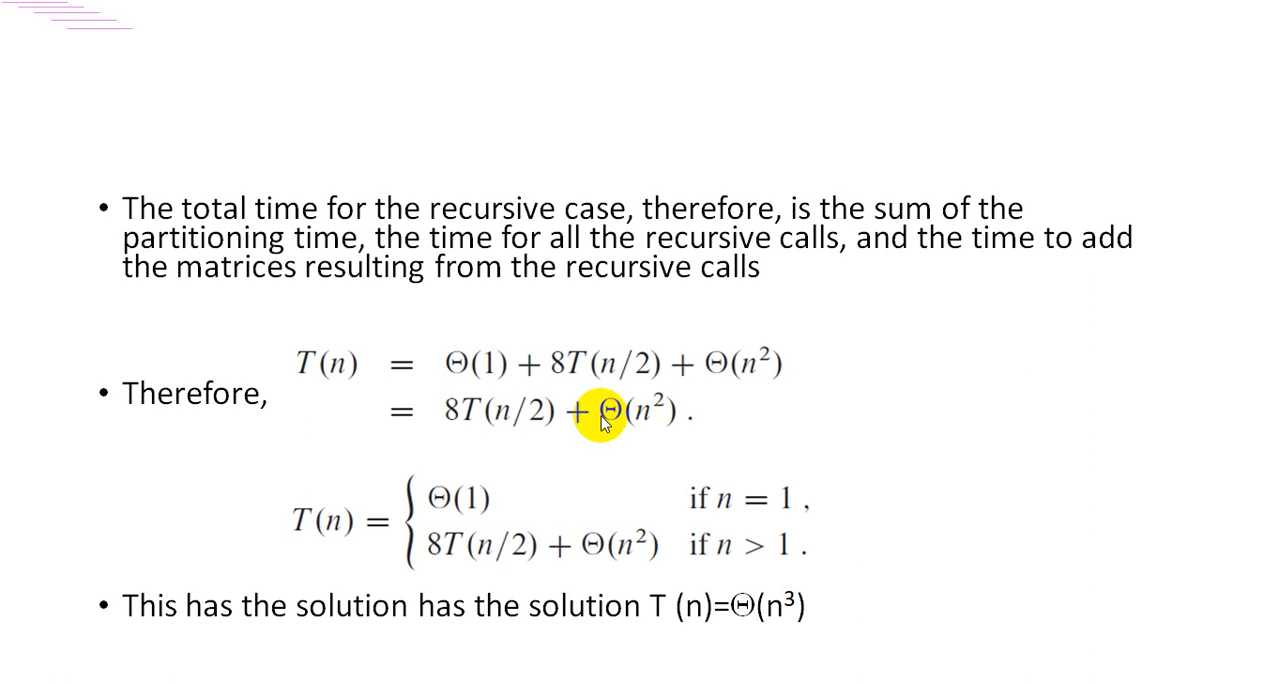 • The total time for the recursive case, therefore, is the sum of the
partitioning time, the time for all the recursive calls, and the time to add
the matrices resulting from the recursive calls
T(n) = Θ(1) + 8T(n/2) + Θ(n²)
• Therefore,
= 8T(n/2) + Θ(n²) .
T(n) = { Θ(1) if n = 1 ,
8T(n/2) + Θ(n²) if n > 1 .
• This has the solution has the solution T (n)=Θ(n³)